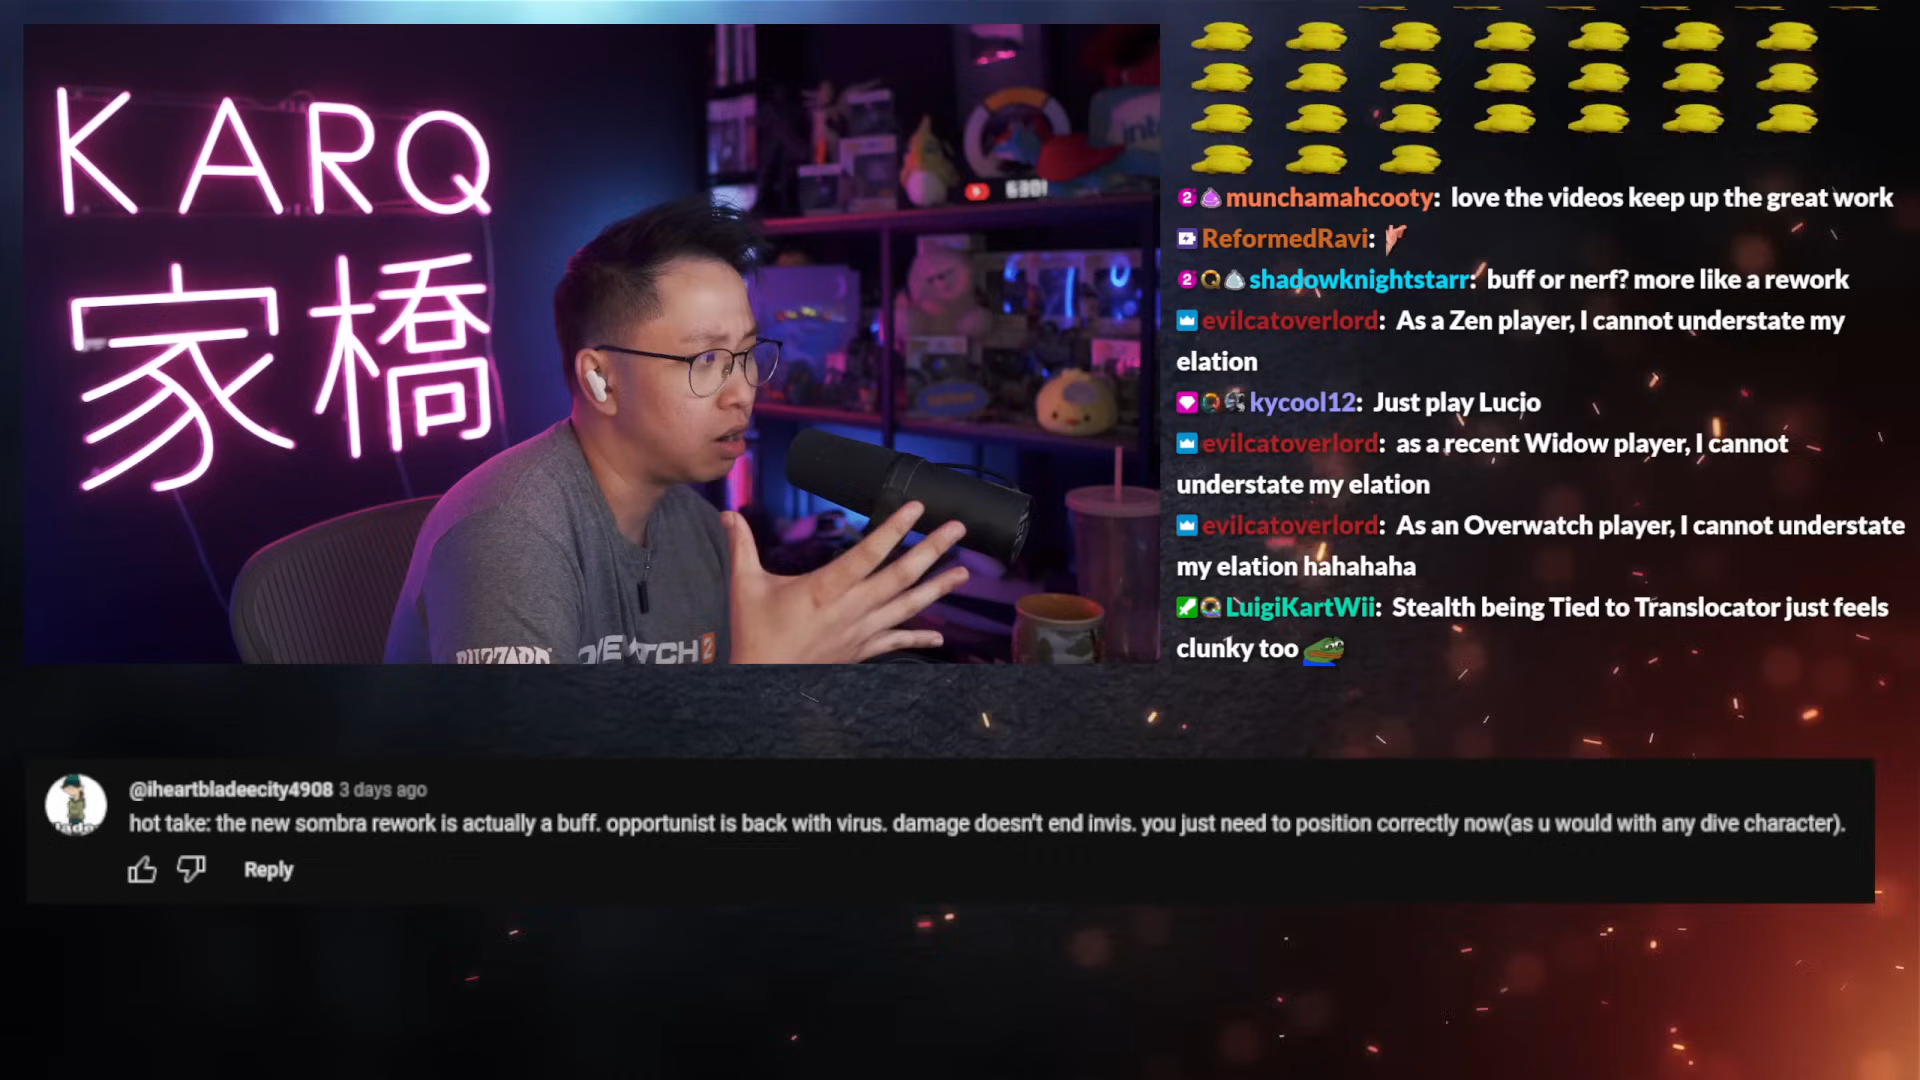 KARQ
家橋
munchamahcooty: love the videos keep up the great work
ReformedRavi:
shadowknightstarr: buff or nerf? more like a rework
evilcatoverlord: As a Zen player, I cannot understate my
elation
kycool12: Just play Lucio
evilcatoverlord: as a recent Widow player, I cannot
understate my elation
evilcatoverlord: As an Overwatch player, I cannot understate
my elation hahahaha
LuigiKartWii: Stealth being Tied to Translocator just feels
clunky too
@iheartbladeecity4908 3 days ago
hot take: the new sombra rework is actually a buff. opportunist is back with virus. damage doesn't end invis. you just need to position correctly now(as u would with any dive character).
Reply